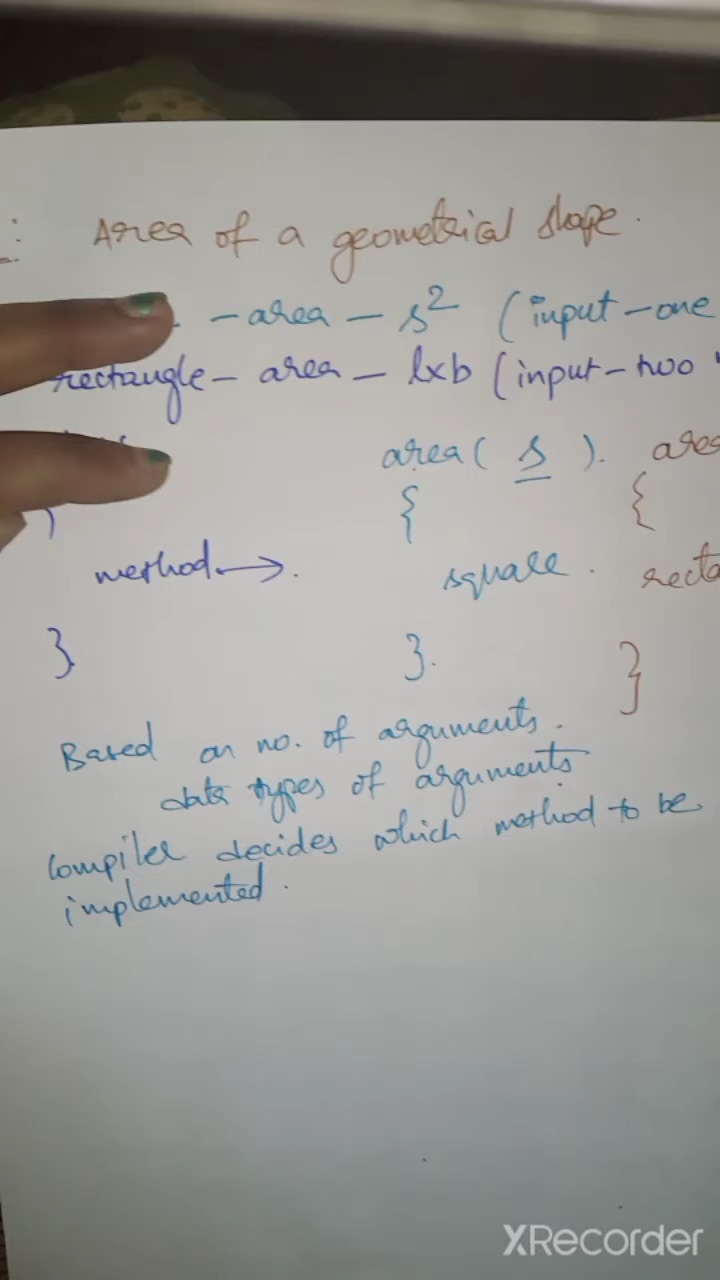 Area of a geometrical shape.
- area - s² (input - one
rectangle - area - lxb (input - two
area( s ). area
{ {
method →. square. recta
} }. }
Based on no. of arguments.
data types of arguments
Compiler decides which method to be
implemented.
XRecorder